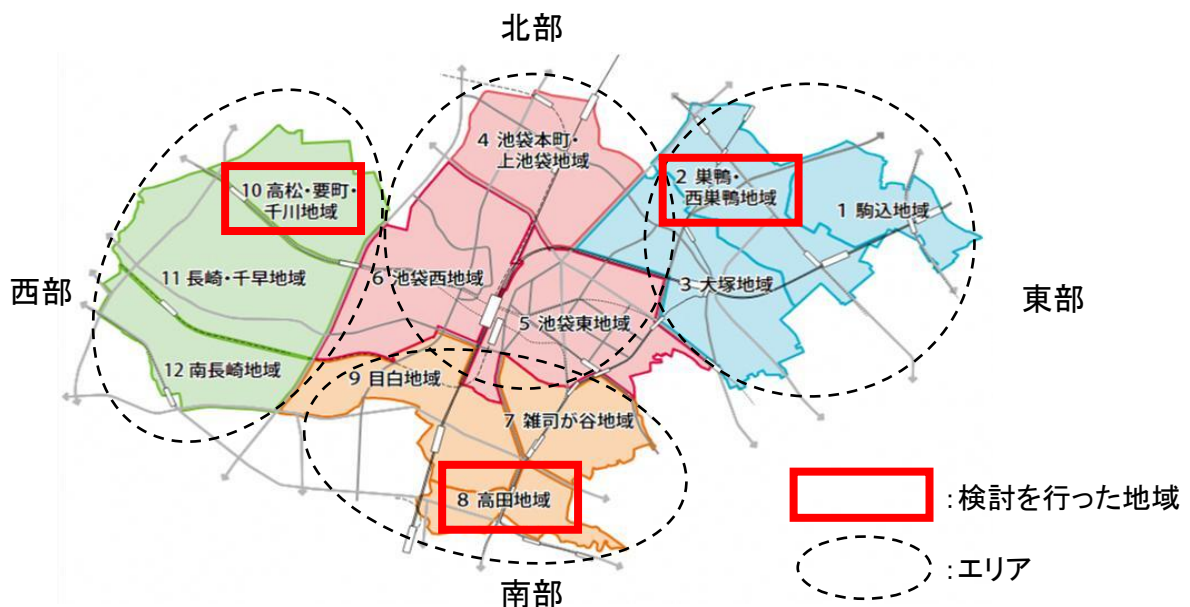 北部
4 池袋本町・
上池袋地域
2 巣鴨・
西巣鴨地域
10 高松・要町・
千川地域
1 駒込地域
11 長崎・千早地域
6 池袋西地域
3 大塚地域
西部
東部
5 池袋東地域
12 南長崎地域
9 目白地域
7 雑司が谷地域
8 高田地域
:検討を行った地域
:エリア
南部